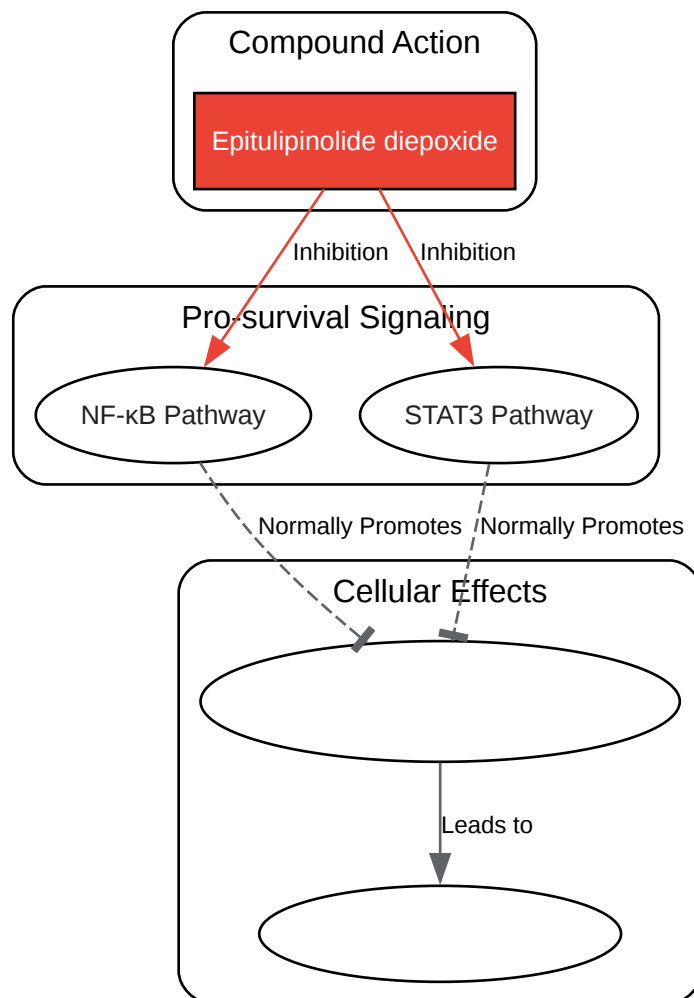 Compound Action
Epitulipinolide diepoxide
Inhibition
Inhibition
Pro-survival Signaling
NF-κB Pathway
STAT3 Pathway
Normally Promotes
Normally Promotes
Cellular Effects
Leads to